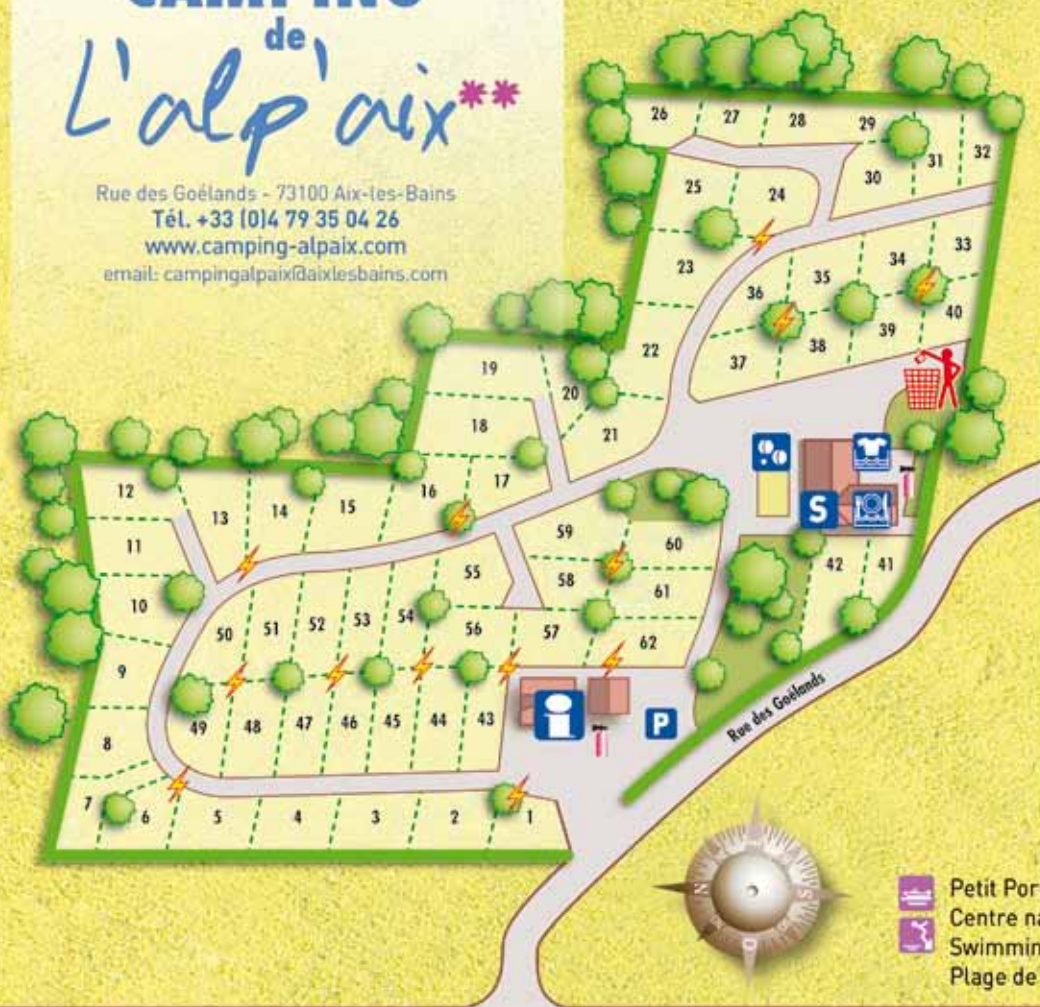 CAMPING
de
L'alp'aix**
Rue des Goélands - 73100 Aix-les-Bains
Tél. +33 (0)4 79 35 04 26
www.camping-alpaix.com
email: campingalpaix@aixlesbains.com
26 27 28 29 30 31 32
25 24
23 36 35 34 33
22 37 38 39 40
19 20
18 21
12 13 14 15 16 17
11 59 60
10 55 58 61 42 41
50 51 52 53 54 56 57 62
9
49 48 47 46 45 44 43
8
7 6 5 4 3 2 1
S
i
P
Rue des Goélands
N
S
O
Petit Por
Centre na
Swimmin
Plage de